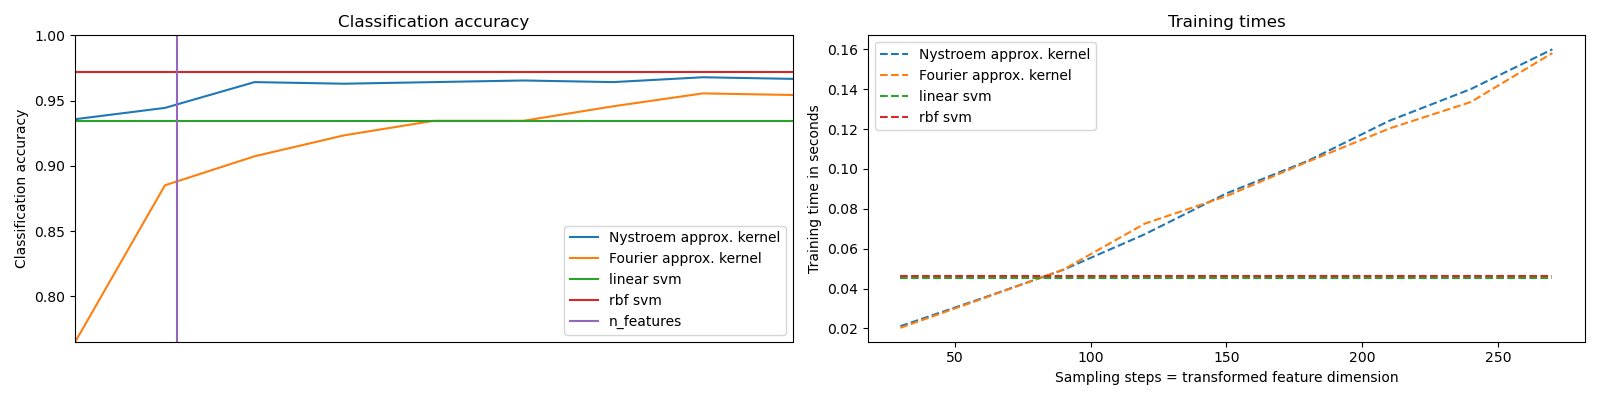 Classification accuracy
Classification accuracy
1.00
0.95
0.90
0.85
0.80
Nystroem approx. kernel
Fourier approx. kernel
linear svm
rbf svm
n_features
Training times
Training time in seconds
0.16
0.14
0.12
0.10
0.08
0.06
0.04
0.02
Nystroem approx. kernel
Fourier approx. kernel
linear svm
rbf svm
50
100
150
200
250
Sampling steps = transformed feature dimension